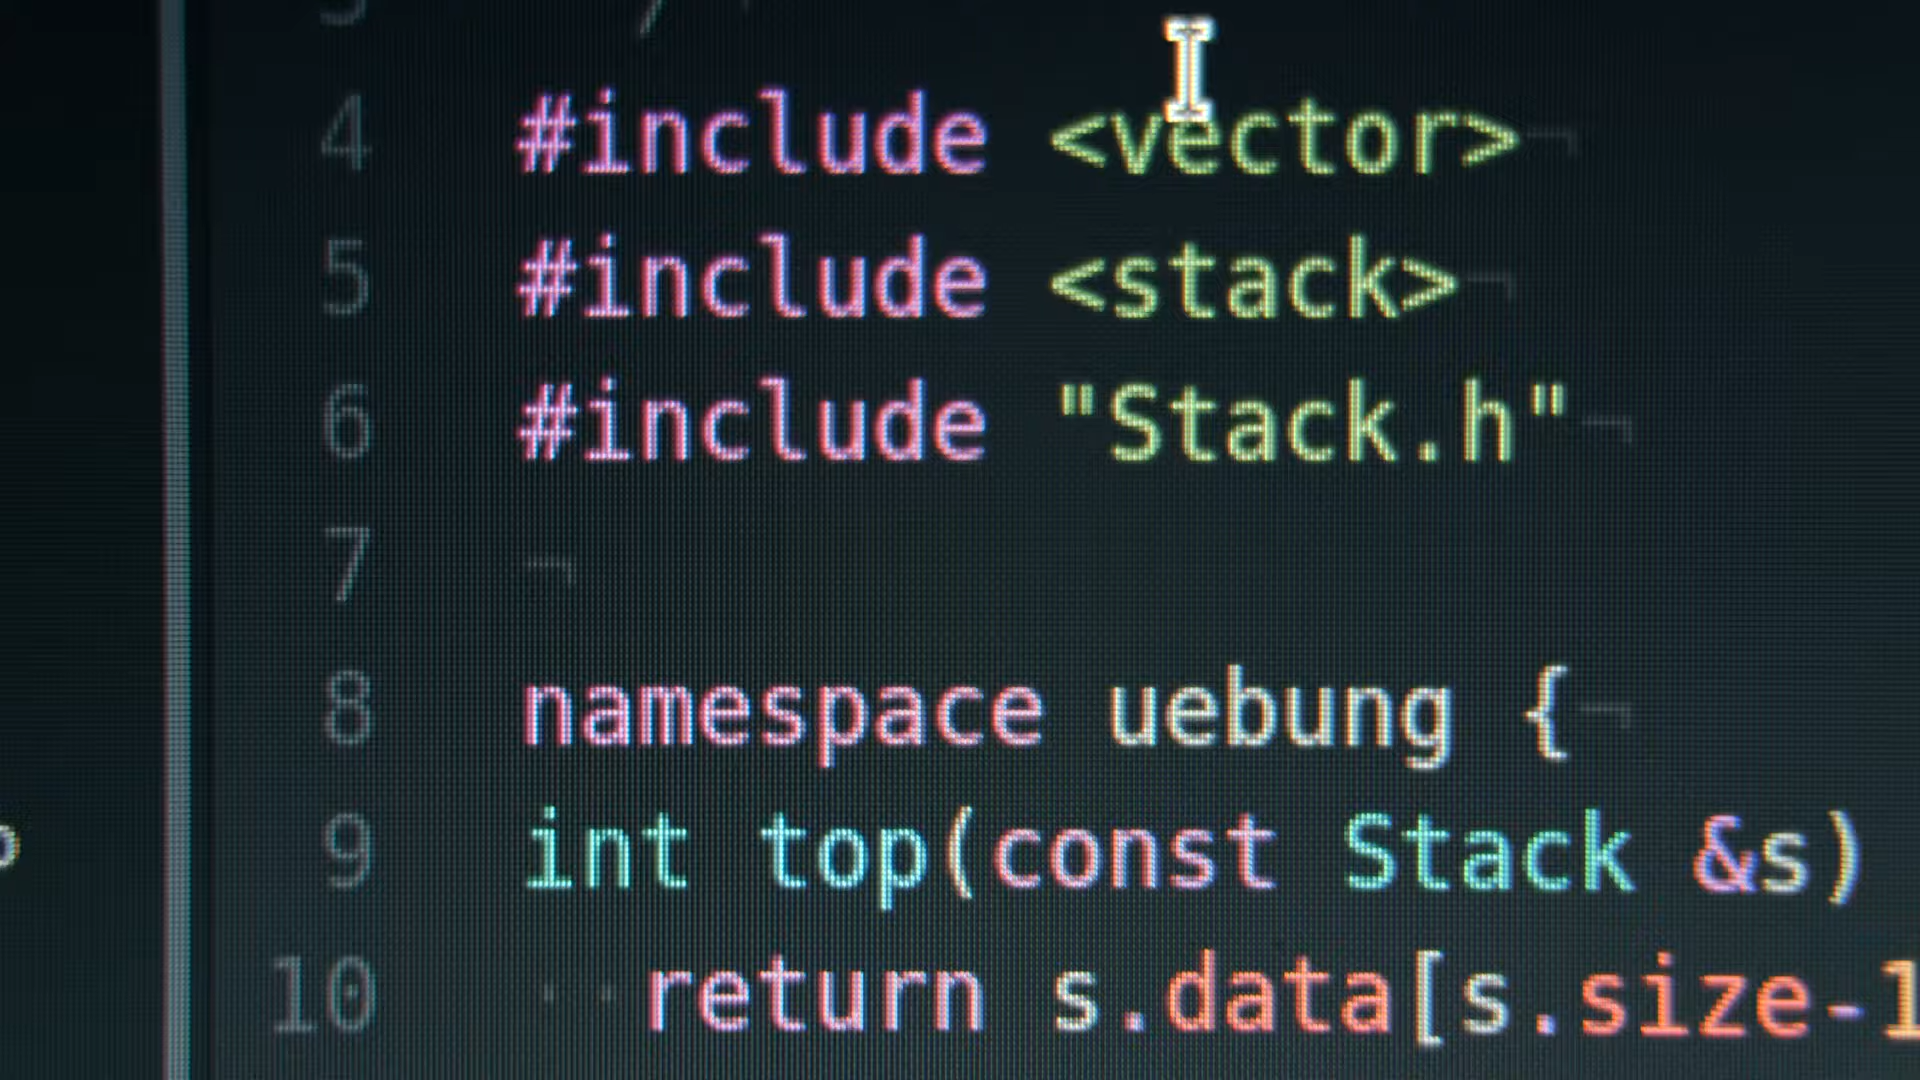 4 #include <vector>¬
5 #include <stack>¬
6 #include "Stack.h"¬
7 ¬
8 namespace uebung {¬
9 int top(const Stack &s)
10 ··return s.data[s.size-1